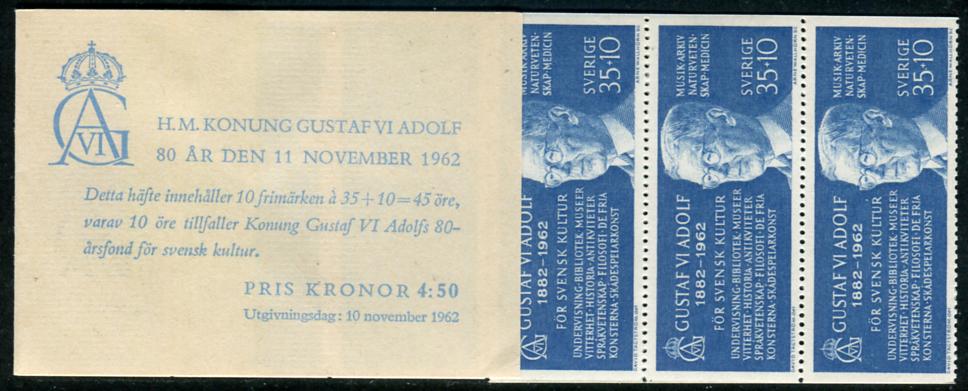 GVIA
H.M. KONUNG GUSTAF VI ADOLF
80 ÅR DEN 11 NOVEMBER 1962
Detta häfte innehåller 10 frimärken à 35+10=45 öre,
varav 10 öre tillfaller Konung Gustaf VI Adolfs 80-
årsfond för svensk kultur.
PRIS KRONOR 4:50
Utgivningsdag: 10 november 1962
MUSIK·ARKIV
NATURVETEN-
SKAP·MEDICIN
SVERIGE
35+10
GUSTAF VI ADOLF
1882–1962
FÖR SVENSK KULTUR
UNDERVISNING·BIBLIOTEK·MUSEER
VITTERHET·HISTORIA·ANTIKVITETER
SPRÅKVETENSKAP·FILOSOFI·DE FRIA
KONSTERNA·SKÅDESPELARKONST
MUSIK·ARKIV
NATURVETEN-
SKAP·MEDICIN
SVERIGE
35+10
GUSTAF VI ADOLF
1882–1962
FÖR SVENSK KULTUR
UNDERVISNING·BIBLIOTEK·MUSEER
VITTERHET·HISTORIA·ANTIKVITETER
SPRÅKVETENSKAP·FILOSOFI·DE FRIA
KONSTERNA·SKÅDESPELARKONST
MUSIK·ARKIV
NATURVETEN-
SKAP·MEDICIN
SVERIGE
35+10
GUSTAF VI ADOLF
1882–1962
FÖR SVENSK KULTUR
UNDERVISNING·BIBLIOTEK·MUSEER
VITTERHET·HISTORIA·ANTIKVITETER
SPRÅKVETENSKAP·FILOSOFI·DE FRIA
KONSTERNA·SKÅDESPELARKONST